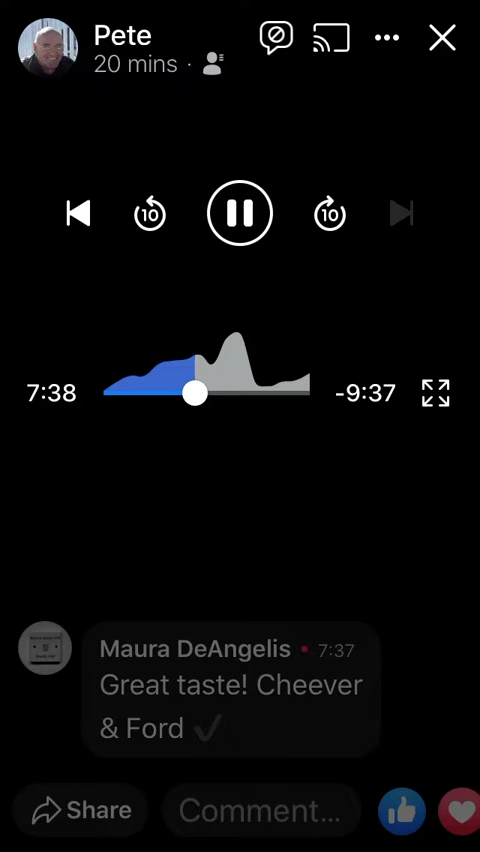 Pete
20 mins ·
10
10
7:38
-9:37
Maura DeAngelis • 7:37
Great taste! Cheever
& Ford ✓
Share
Comment...